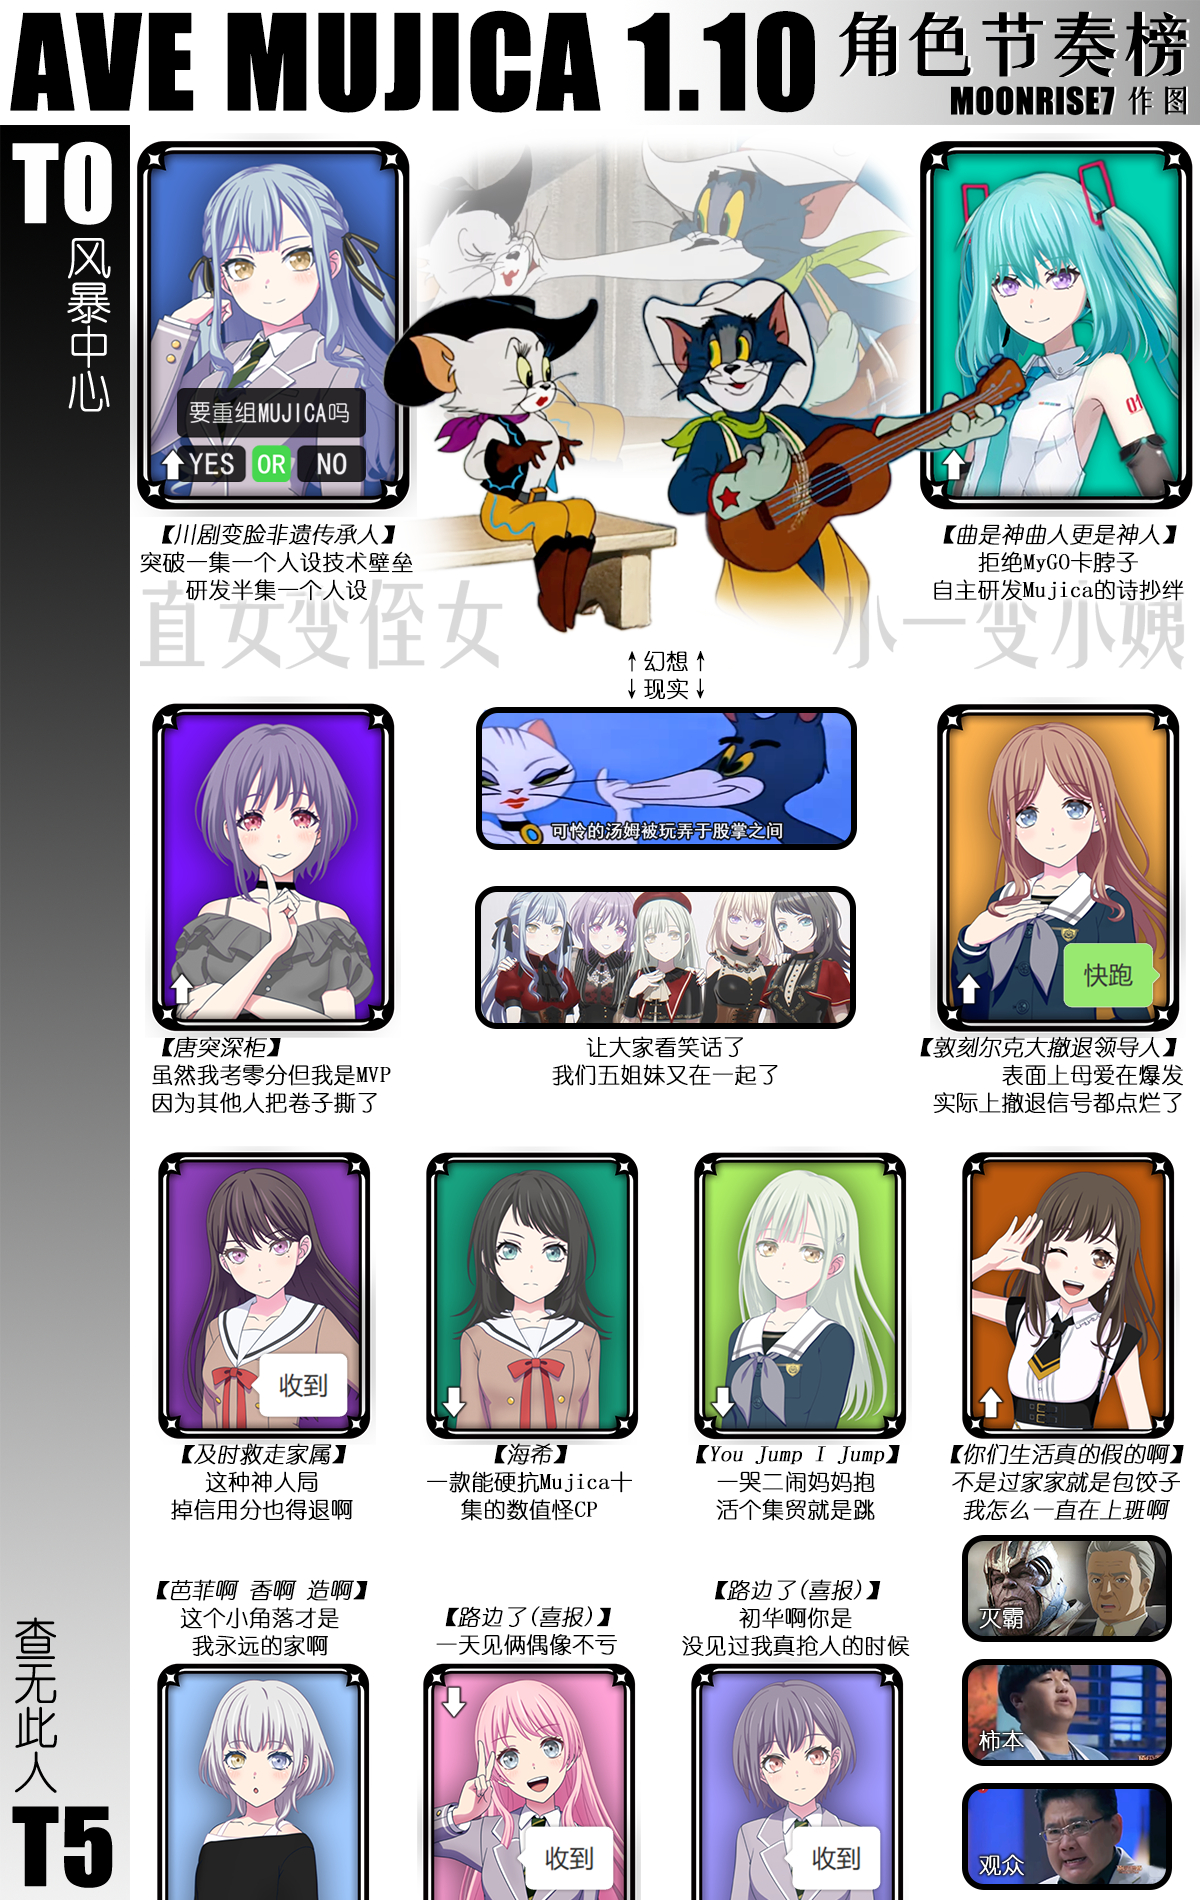 AVE MUJICA 1.10
角色节奏榜
MOONRISE7 作图
T0
风暴中心
要重组MUJICA吗
YES OR NO
01
【川剧变脸非遗传承人】
突破一集一个人设技术壁垒
研发半集一个人设
直女变侄女
【曲是神曲人更是神人】
拒绝MyGO卡脖子
自主研发Mujica的诗抄绊
小一变小姨
↑幻想↑
↓现实↓
可怜的汤姆被玩弄于股掌之间
让大家看笑话了
我们五姐妹又在一起了
【唐突深柜】
虽然我考零分但我是MVP
因为其他人把卷子撕了
快跑
【敦刻尔克大撤退领导人】
表面上母爱在爆发
实际上撤退信号都点烂了
收到
【及时救走家属】
这种神人局
掉信用分也得退啊
【海希】
一款能硬抗Mujica十
集的数值怪CP
【You Jump I Jump】
一哭二闹妈妈抱
活个集贸就是跳
【你们生活真的假的啊】
不是过家家就是包饺子
我怎么一直在上班啊
【芭菲啊 香啊 造啊】
这个小角落才是
我永远的家啊
【路边了(喜报)】
一天见俩偶像不亏
收到
【路边了(喜报)】
初华啊你是
没见过我真抢人的时候
收到
灭霸
柿本
观众
查无此人
T5